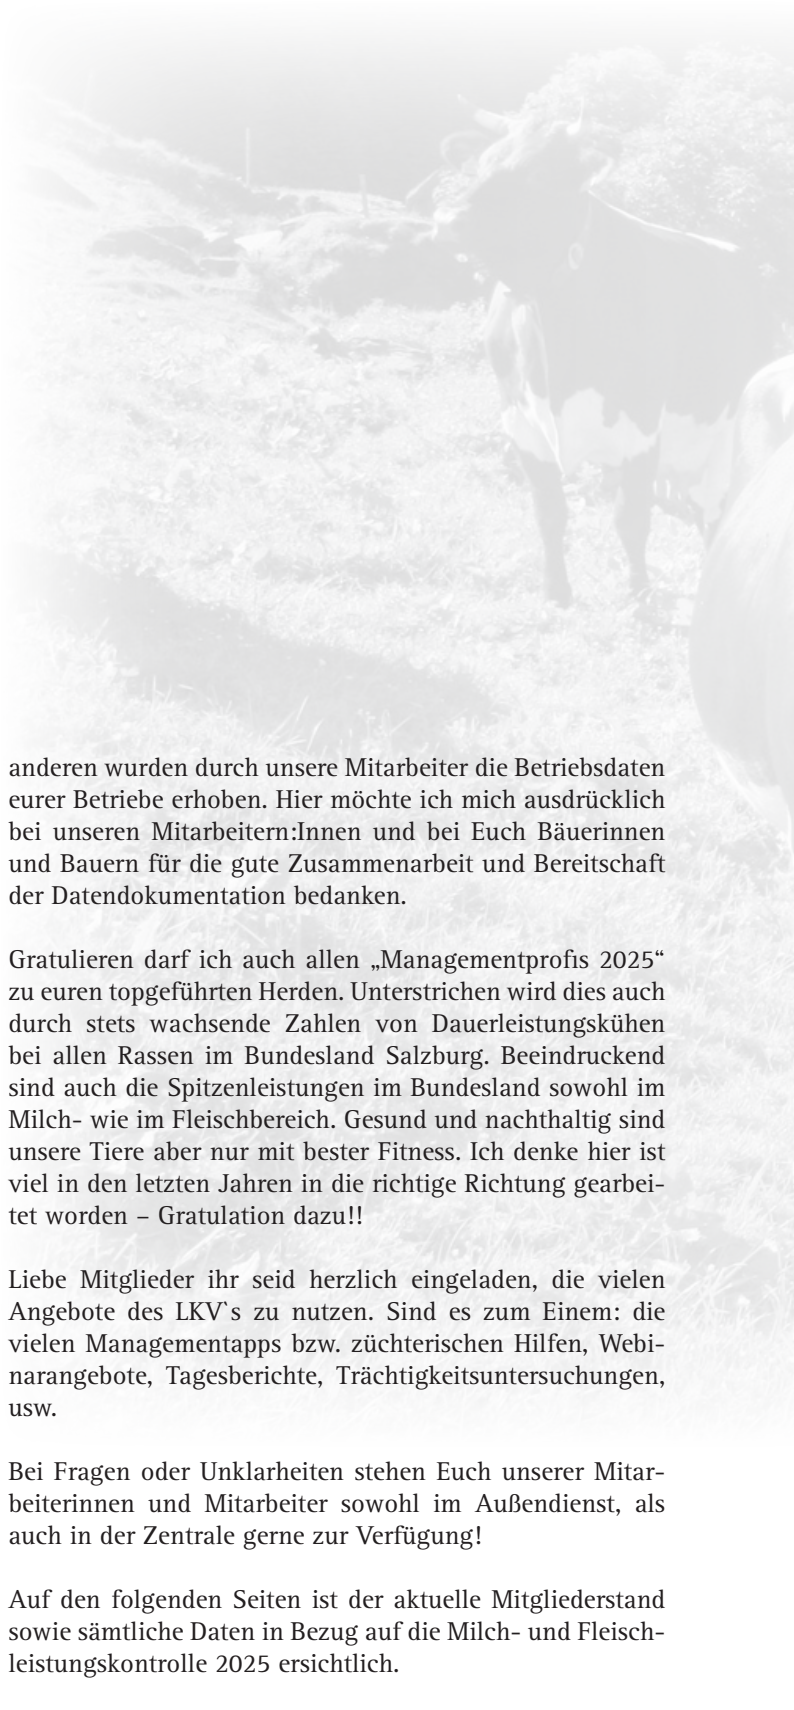 anderen wurden durch unsere Mitarbeiter die Betriebsdaten
eurer Betriebe erhoben. Hier möchte ich mich ausdrücklich
bei unseren Mitarbeitern:Innen und bei Euch Bäuerinnen
und Bauern für die gute Zusammenarbeit und Bereitschaft
der Datendokumentation bedanken.
Gratulieren darf ich auch allen „Managementprofis 2025“
zu euren topgeführten Herden. Unterstrichen wird dies auch
durch stets wachsende Zahlen von Dauerleistungskühen
bei allen Rassen im Bundesland Salzburg. Beeindruckend
sind auch die Spitzenleistungen im Bundesland sowohl im
Milch- wie im Fleischbereich. Gesund und nachthaltig sind
unsere Tiere aber nur mit bester Fitness. Ich denke hier ist
viel in den letzten Jahren in die richtige Richtung gearbei-
tet worden – Gratulation dazu!!
Liebe Mitglieder ihr seid herzlich eingeladen, die vielen
Angebote des LKV`s zu nutzen. Sind es zum Einem: die
vielen Managementapps bzw. züchterischen Hilfen, Webi-
narangebote, Tagesberichte, Trächtigkeitsuntersuchungen,
usw.
Bei Fragen oder Unklarheiten stehen Euch unserer Mitar-
beiterinnen und Mitarbeiter sowohl im Außendienst, als
auch in der Zentrale gerne zur Verfügung!
Auf den folgenden Seiten ist der aktuelle Mitgliederstand
sowie sämtliche Daten in Bezug auf die Milch- und Fleisch-
leistungskontrolle 2025 ersichtlich.